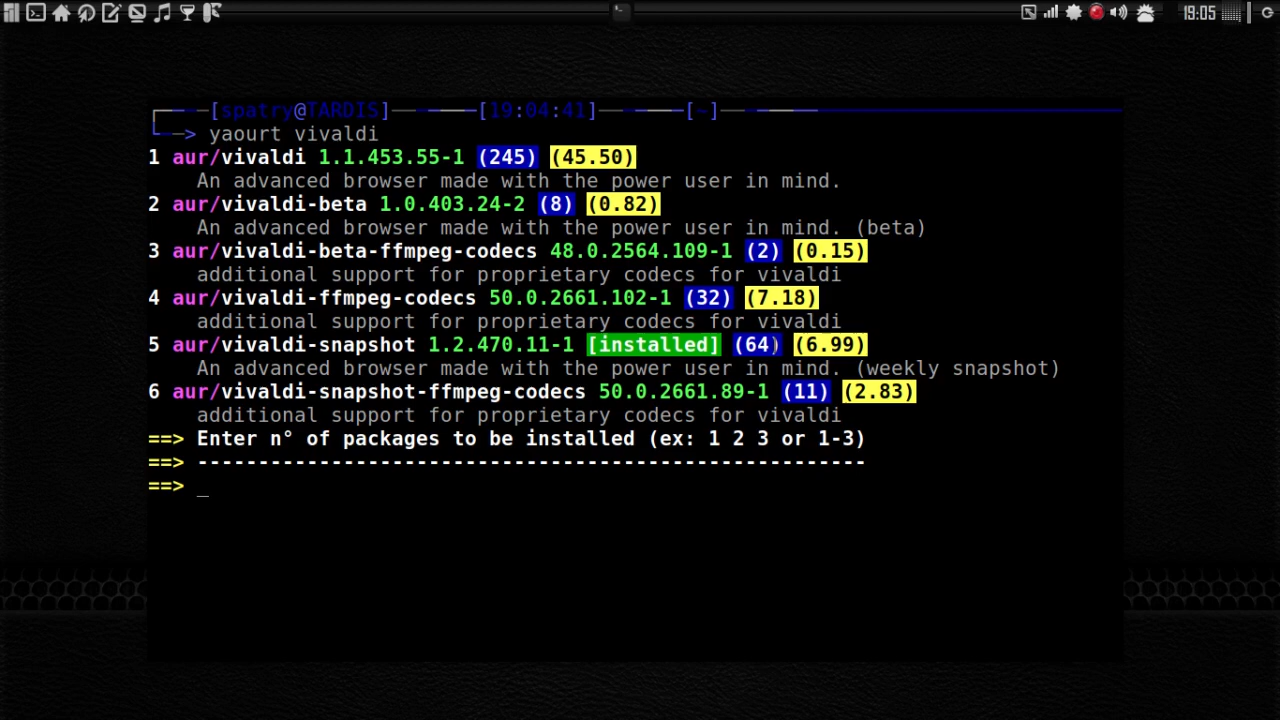 19:05
[spatry@TARDIS] [19:04:41] [~]
> yaourt vivaldi
1 aur/vivaldi 1.1.453.55-1 (245) (45.50)
An advanced browser made with the power user in mind.
2 aur/vivaldi-beta 1.0.403.24-2 (8) (0.82)
An advanced browser made with the power user in mind. (beta)
3 aur/vivaldi-beta-ffmpeg-codecs 48.0.2564.109-1 (2) (0.15)
additional support for proprietary codecs for vivaldi
4 aur/vivaldi-ffmpeg-codecs 50.0.2661.102-1 (32) (7.18)
additional support for proprietary codecs for vivaldi
5 aur/vivaldi-snapshot 1.2.470.11-1 [installed] (64) (6.99)
An advanced browser made with the power user in mind. (weekly snapshot)
6 aur/vivaldi-snapshot-ffmpeg-codecs 50.0.2661.89-1 (11) (2.83)
additional support for proprietary codecs for vivaldi
==> Enter n° of packages to be installed (ex: 1 2 3 or 1-3)
==> -------------------------------------------------------
==> _